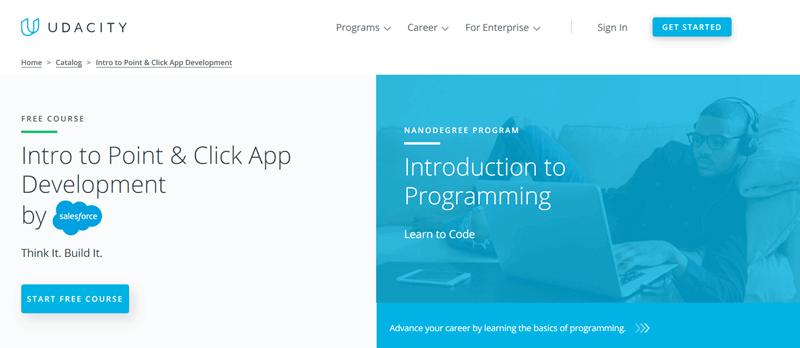 UDACITY
Programs
Career
For Enterprise
Sign In
GET STARTED
Home > Catalog > Intro to Point & Click App Development
FREE COURSE
Intro to Point & Click App
Development
by salesforce
Think It. Build It.
START FREE COURSE
NANODEGREE PROGRAM
Introduction to
Programming
Learn to Code
Advance your career by learning the basics of programming.